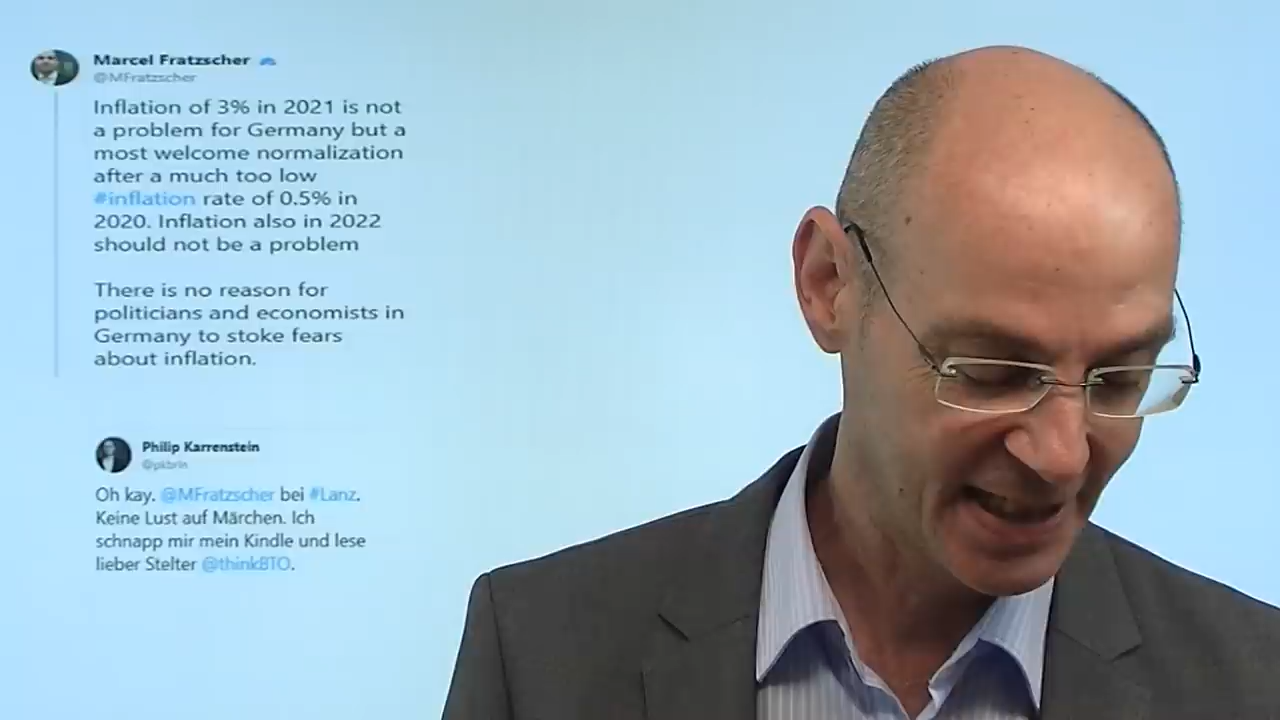 Marcel Fratzscher
@MFratzscher
Inflation of 3% in 2021 is not
a problem for Germany but a
most welcome normalization
after a much too low
#inflation rate of 0.5% in
2020. Inflation also in 2022
should not be a problem
There is no reason for
politicians and economists in
Germany to stoke fears
about inflation.
Philip Karrenstein
@pkbrln
Oh kay. @MFratzscher bei #Lanz.
Keine Lust auf Märchen. Ich
schnapp mir mein Kindle und lese
lieber Stelter @thinkBTO.